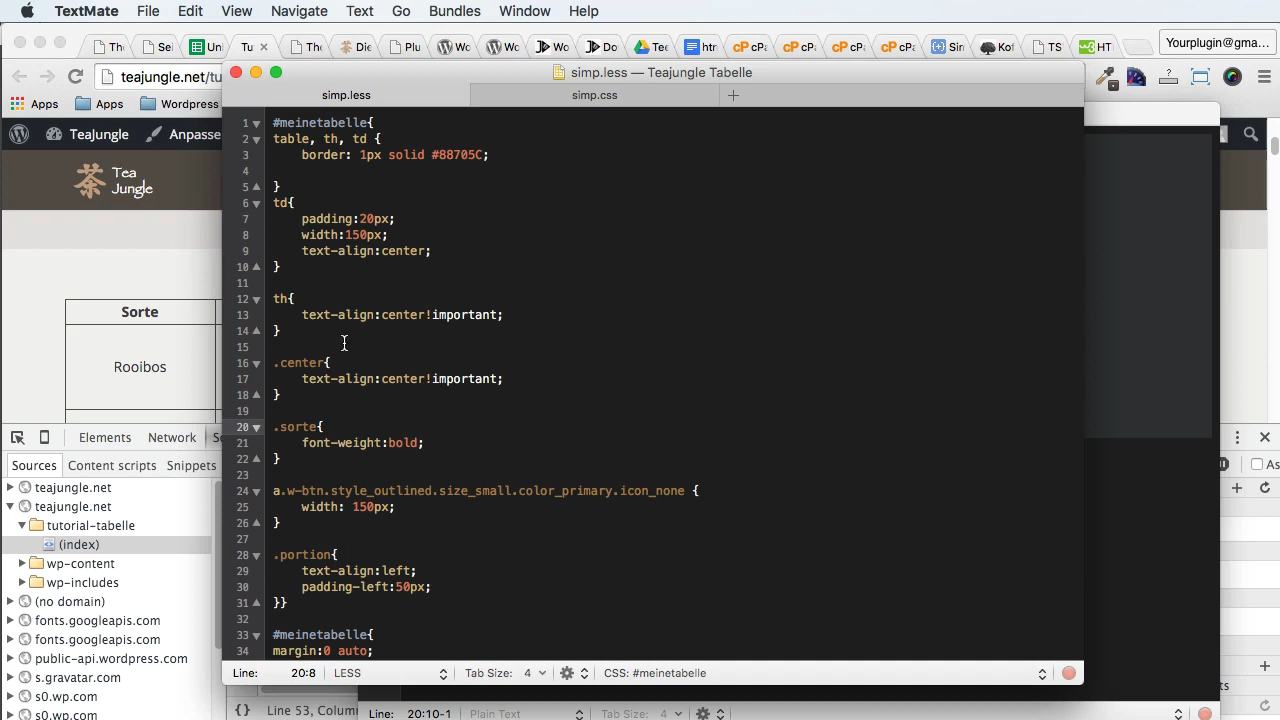 TextMate File Edit View Navigate Text Go Bundles Window Help
Tu
Yourplugin@gma...
teajungle.net/tu
simp.less — Teajungle Tabelle
Apps Apps Wordpress
simp.less simp.css
TeaJungle Anpasse
Tea
Jungle
Sorte
Rooibos
1 #meinetabelle{
2 table, th, td {
3 border: 1px solid #88705C;
4
5 }
6 td{
7 padding:20px;
8 width:150px;
9 text-align:center;
10 }
11
12 th{
13 text-align:center!important;
14 }
15
16 .center{
17 text-align:center!important;
18 }
19
20 .sorte{
21 font-weight:bold;
22 }
23
24 a.w-btn.style_outlined.size_small.color_primary.icon_none {
25 width: 150px;
26 }
27
28 .portion{
29 text-align:left;
30 padding-left:50px;
31 }}
32
33 #meinetabelle{
34 margin:0 auto;
Line: 20:8 LESS Tab Size: 4 CSS: #meinetabelle
Elements Network
Sources Content scripts Snippets
teajungle.net
teajungle.net
tutorial-tabelle
(index)
wp-content
wp-includes
(no domain)
fonts.googleapis.com
fonts.googleapis.com
public-api.wordpress.com
s.gravatar.com
s0.wp.com
s0.wp.com
{} Line 53, Column
Line: 20:10-1 Plain Text Tab Size: 4